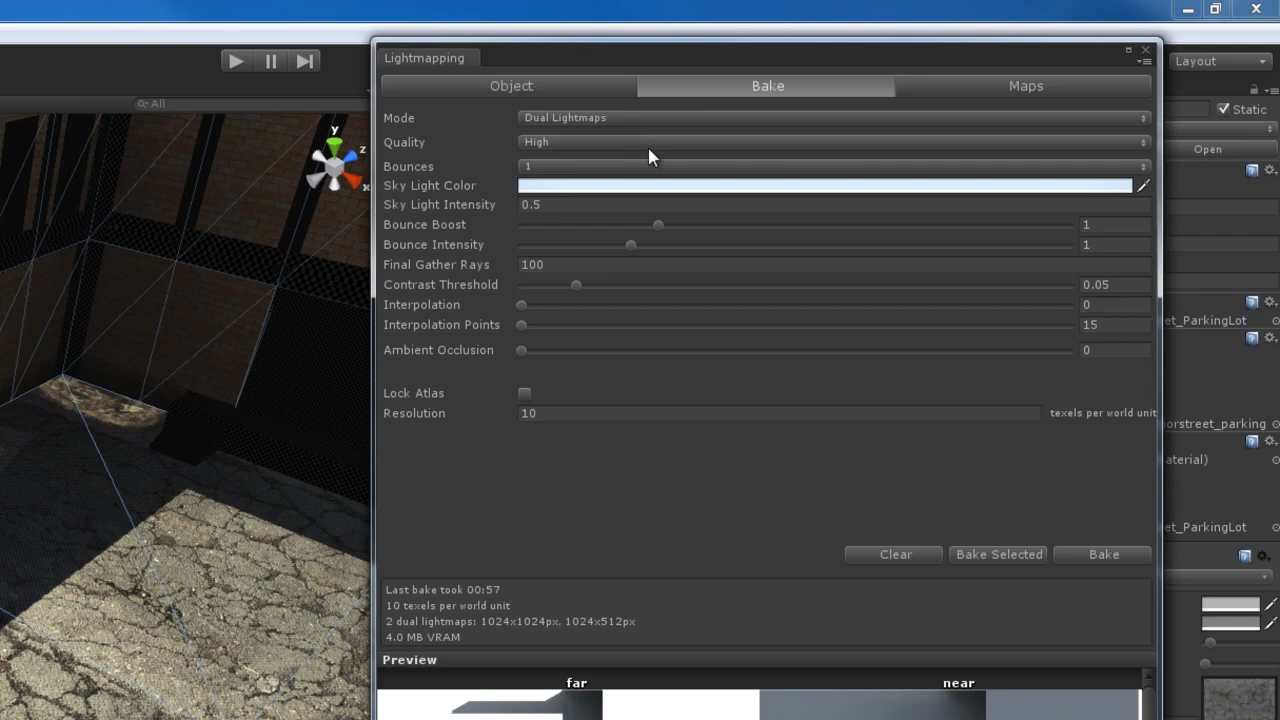 Lightmapping
Layout
Object
Bake
Maps
All
Static
Mode
Dual Lightmaps
Quality
High
Open
Bounces
1
Sky Light Color
Sky Light Intensity
0.5
Bounce Boost
1
Bounce Intensity
1
Final Gather Rays
100
Contrast Threshold
0.05
Interpolation
0
et_ParkingLot
Interpolation Points
15
Ambient Occlusion
0
Lock Atlas
Resolution
10
texels per world unit
orstreet_parking
aterial)
et_ParkingLot
Clear
Bake Selected
Bake
Last bake took 00:57
10 texels per world unit
2 dual lightmaps: 1024x1024px, 1024x512px
4.0 MB VRAM
Preview
far
near
y
z
x